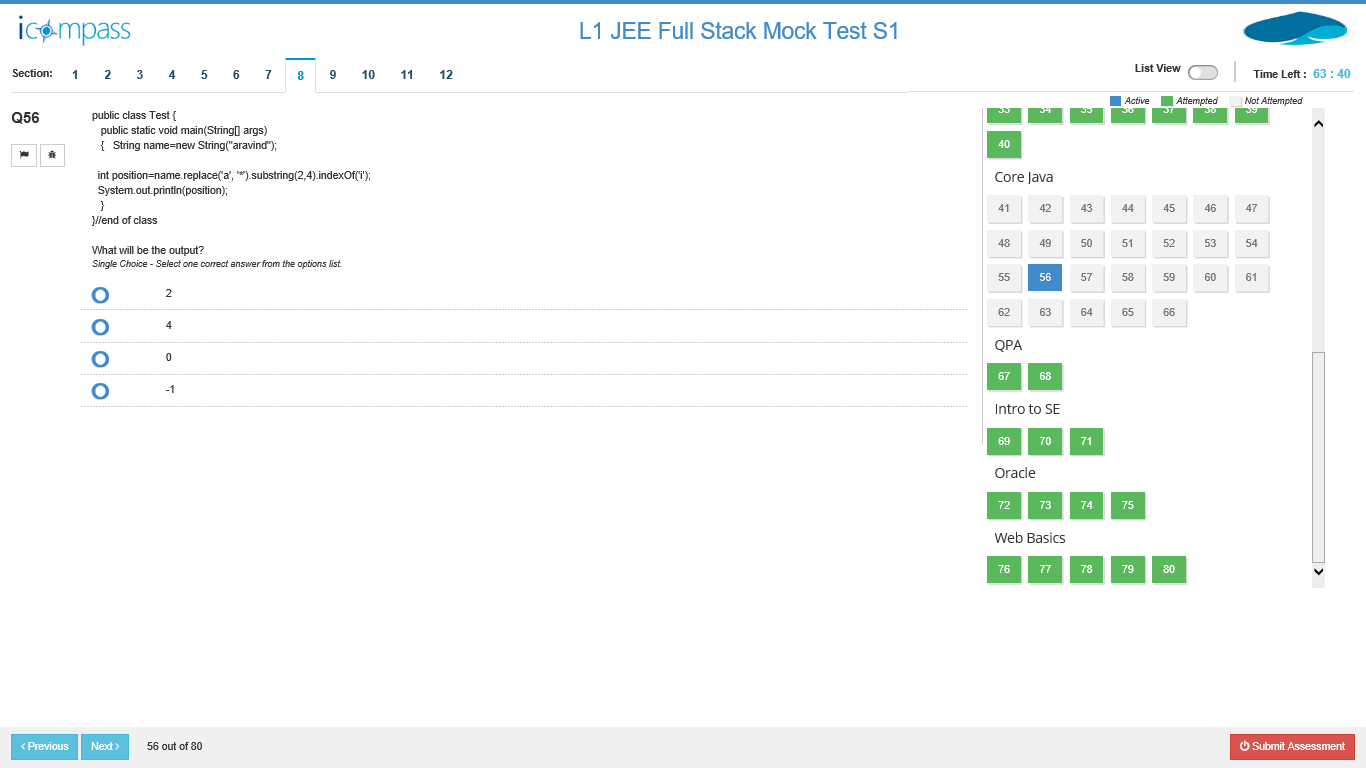 icompass
L1 JEE Full Stack Mock Test S1
Section: 1 2 3 4 5 6 7 8 9 10 11 12
List View
Time Left : 63 : 40
Active Attempted Not Attempted
Q56
public class Test {
public static void main(String[] args)
{ String name=new String("aravind");
int position=name.replace('a', '*').substring(2,4).indexOf('i');
System.out.println(position);
}
}//end of class
What will be the output?
Single Choice - Select one correct answer from the options list.
2
4
0
-1
33 34 35 36 37 38 39
40
Core Java
41 42 43 44 45 46 47
48 49 50 51 52 53 54
55 56 57 58 59 60 61
62 63 64 65 66
QPA
67 68
Intro to SE
69 70 71
Oracle
72 73 74 75
Web Basics
76 77 78 79 80
Previous Next 56 out of 80 Submit Assessment